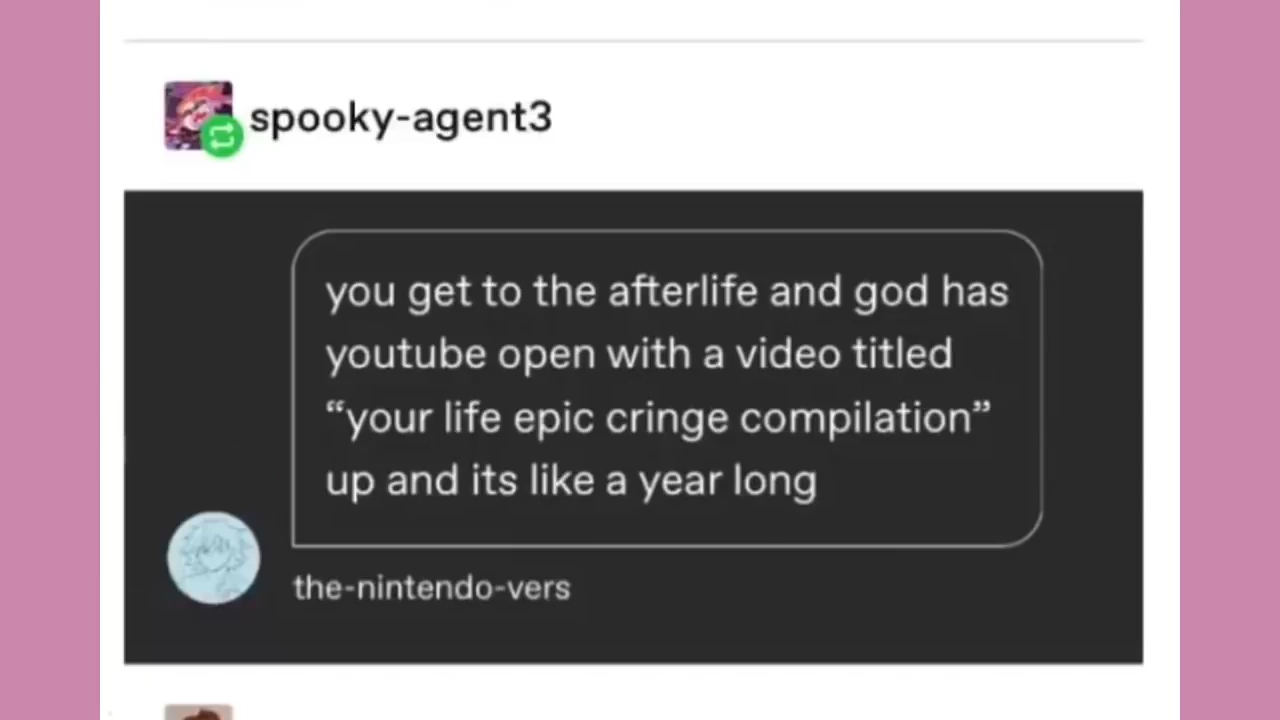 spooky-agent3
you get to the afterlife and god has
youtube open with a video titled
“your life epic cringe compilation”
up and its like a year long
the-nintendo-vers